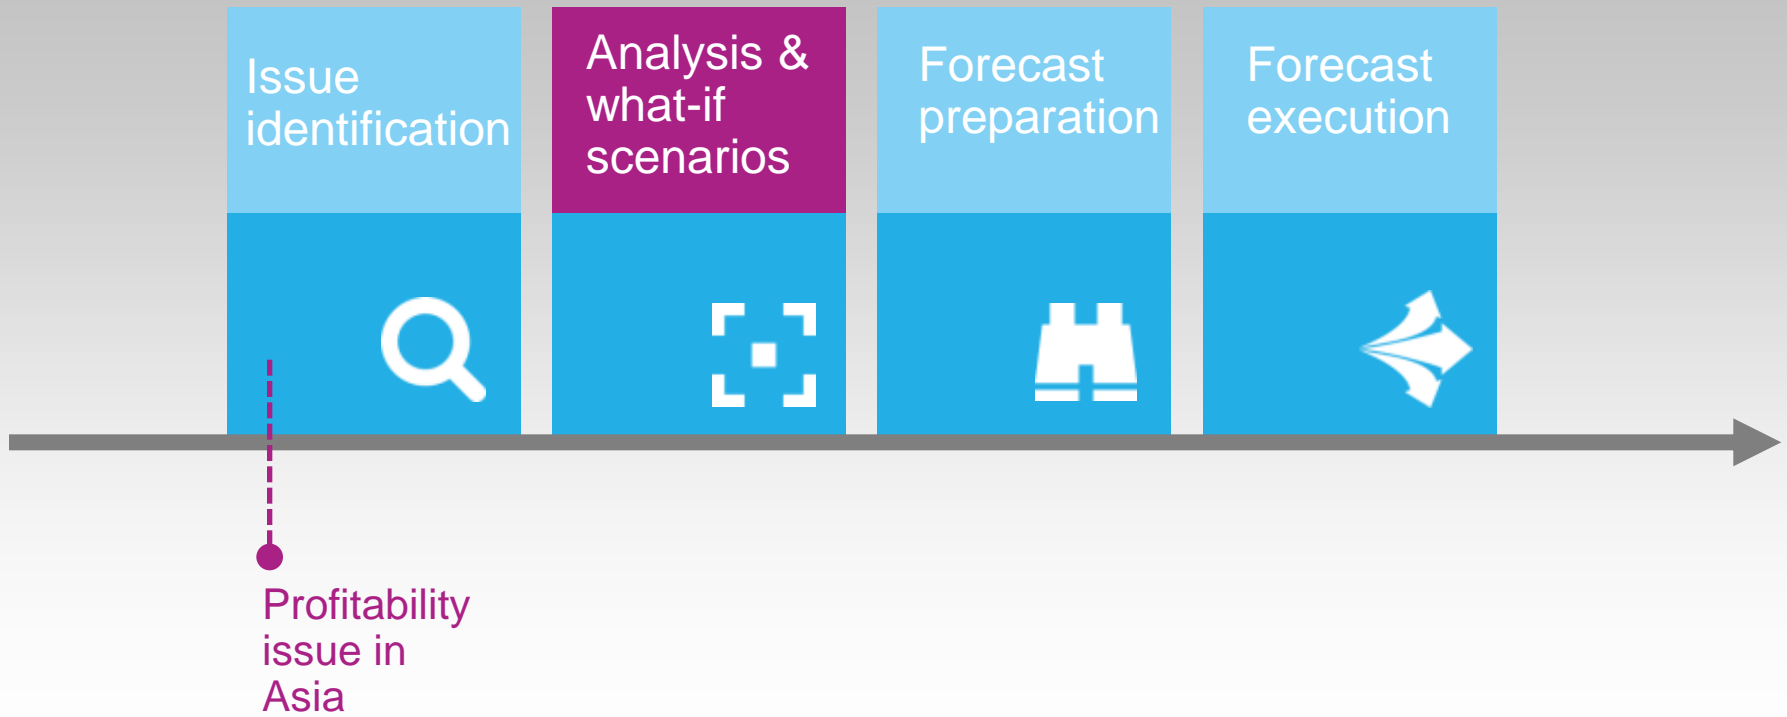 Issue
identification
Analysis &
what-if
scenarios
Forecast
preparation
Forecast
execution
Profitability
issue in
Asia